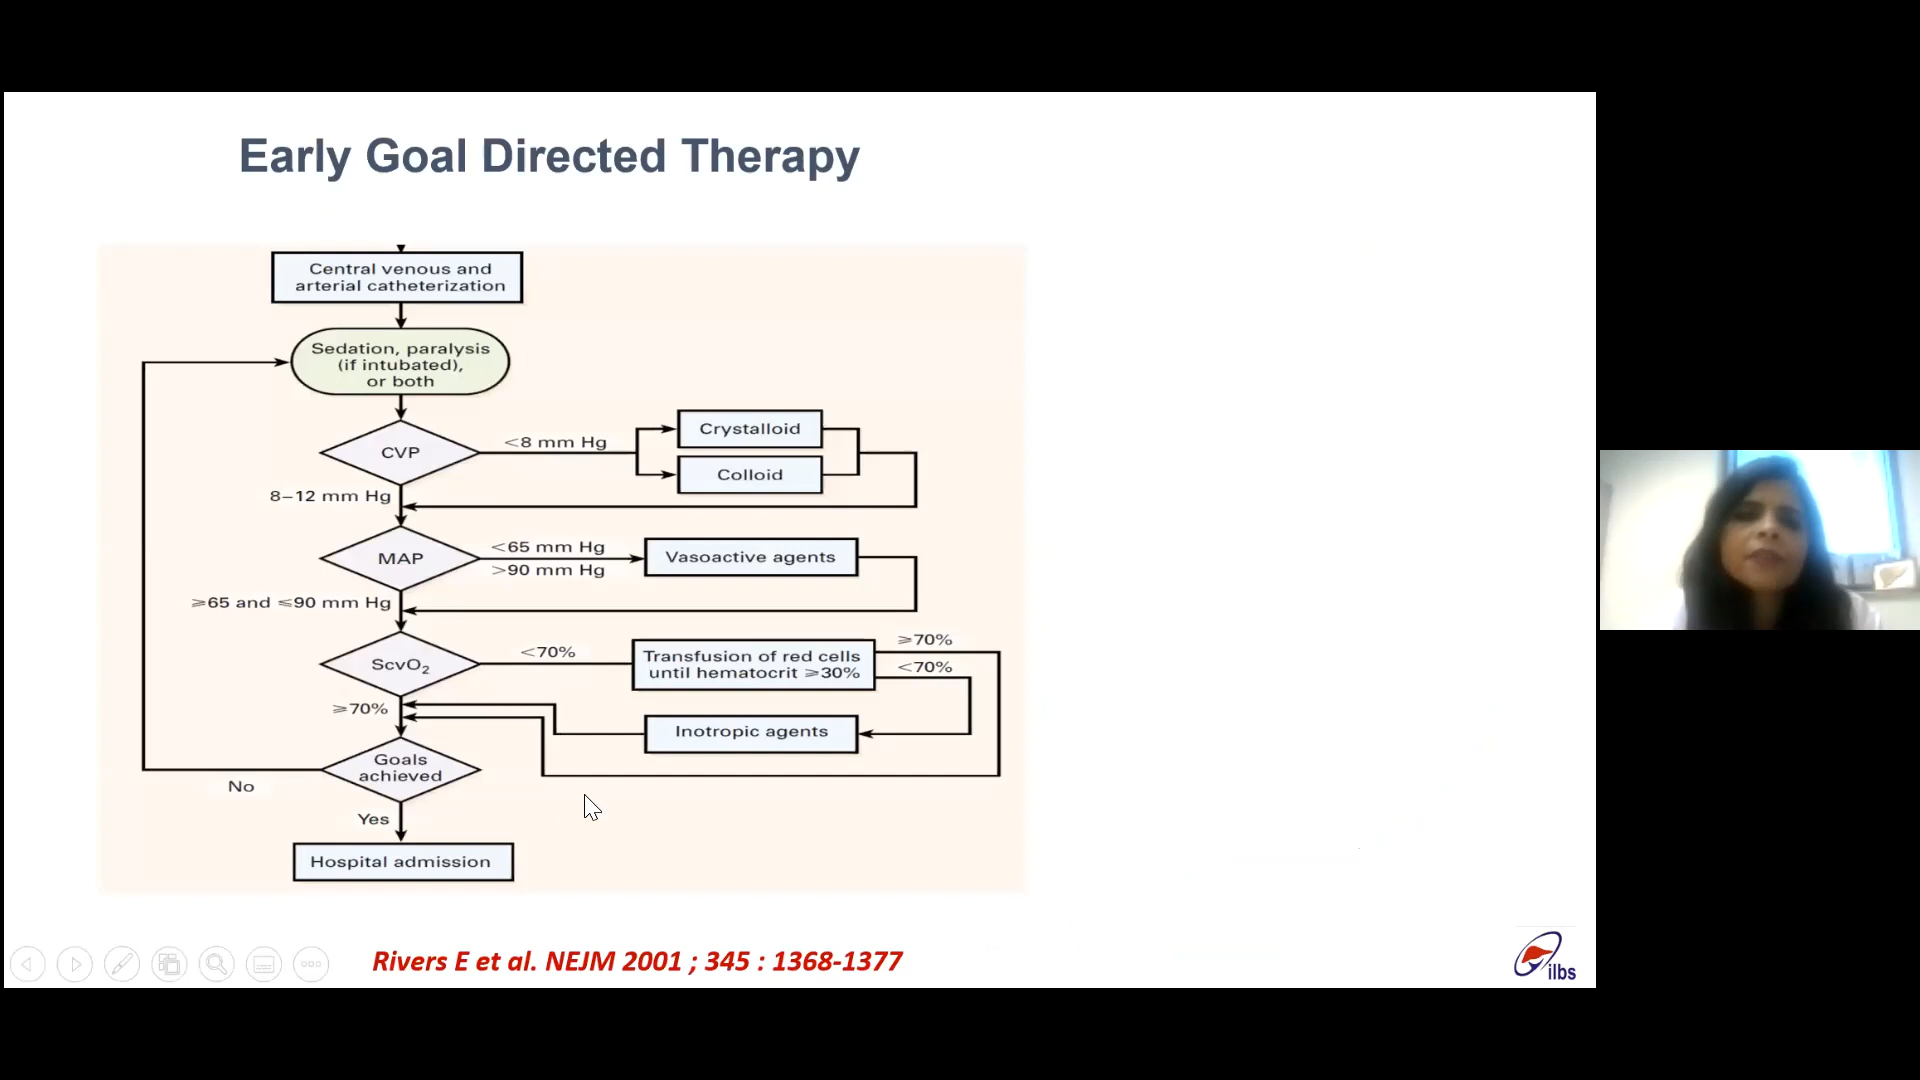 Early Goal Directed Therapy
Central venous and
arterial catheterization
Sedation, paralysis
(if intubated),
or both
CVP
<8 mm Hg
Crystalloid
Colloid
8–12 mm Hg
MAP
<65 mm Hg
>90 mm Hg
Vasoactive agents
≥65 and ≤90 mm Hg
ScvO₂
<70%
Transfusion of red cells
until hematocrit ≥30%
≥70%
<70%
≥70%
Inotropic agents
Goals
achieved
No
Yes
Hospital admission
Rivers E et al. NEJM 2001 ; 345 : 1368-1377
ilbs